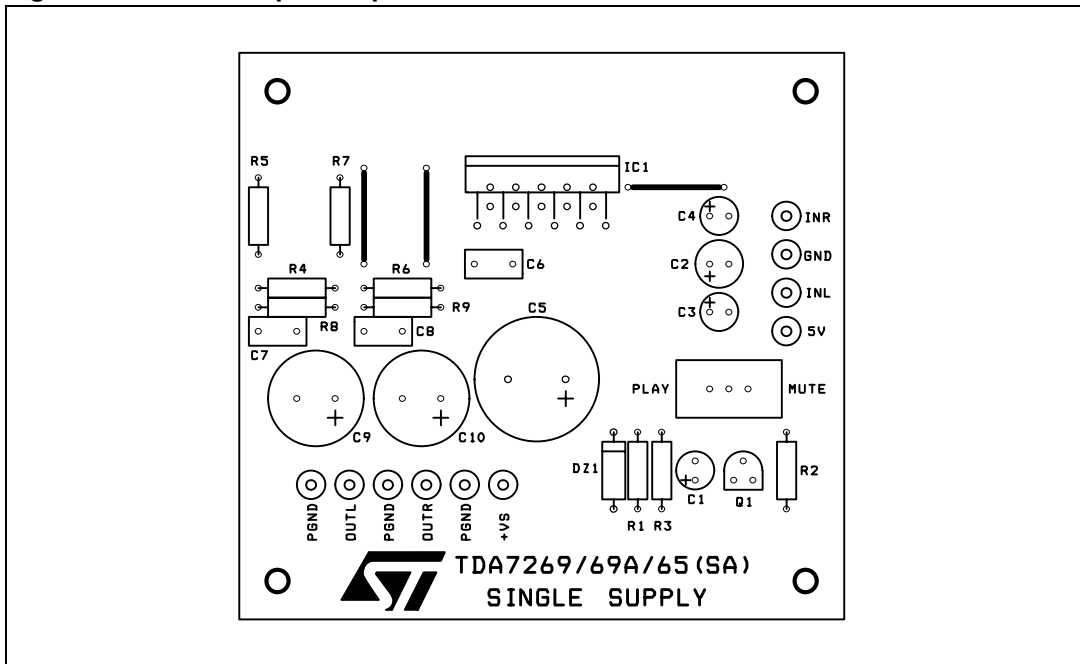 R5
R7
IC1
C4
INR
C2
GND
C6
R4
R6
INL
C3
R9
C5
R8
C8
5V
C7
PLAY
MUTE
C9
C10
DZ1
R2
C1
Q1
R1 R3
PGND
OUTL
PGND
OUTR
PGND
+VS
ST
TDA7269/69A/65(SA)
SINGLE SUPPLY